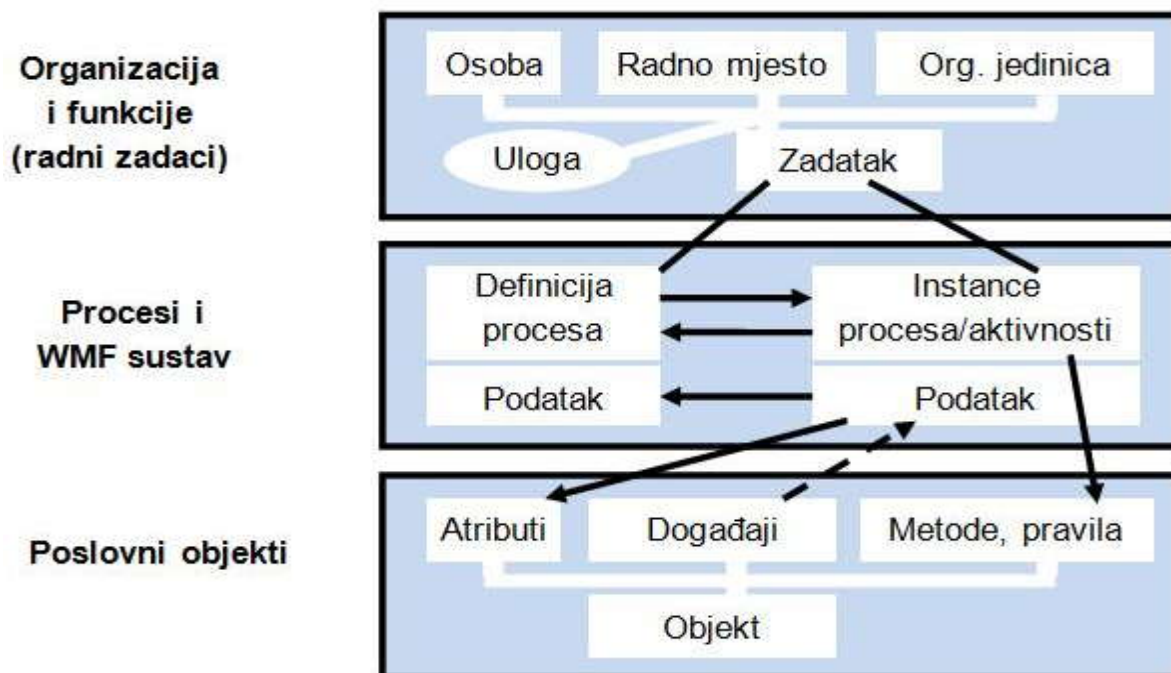 Organizacija
i funkcije
(radni zadaci)
Osoba
Radno mjesto
Org. jedinica
Uloga
Zadatak
Procesi i
WMF sustav
Definicija
procesa
Instance
procesa/aktivnosti
Podatak
Podatak
Poslovni objekti
Atributi
Događaji
Metode, pravila
Objekt